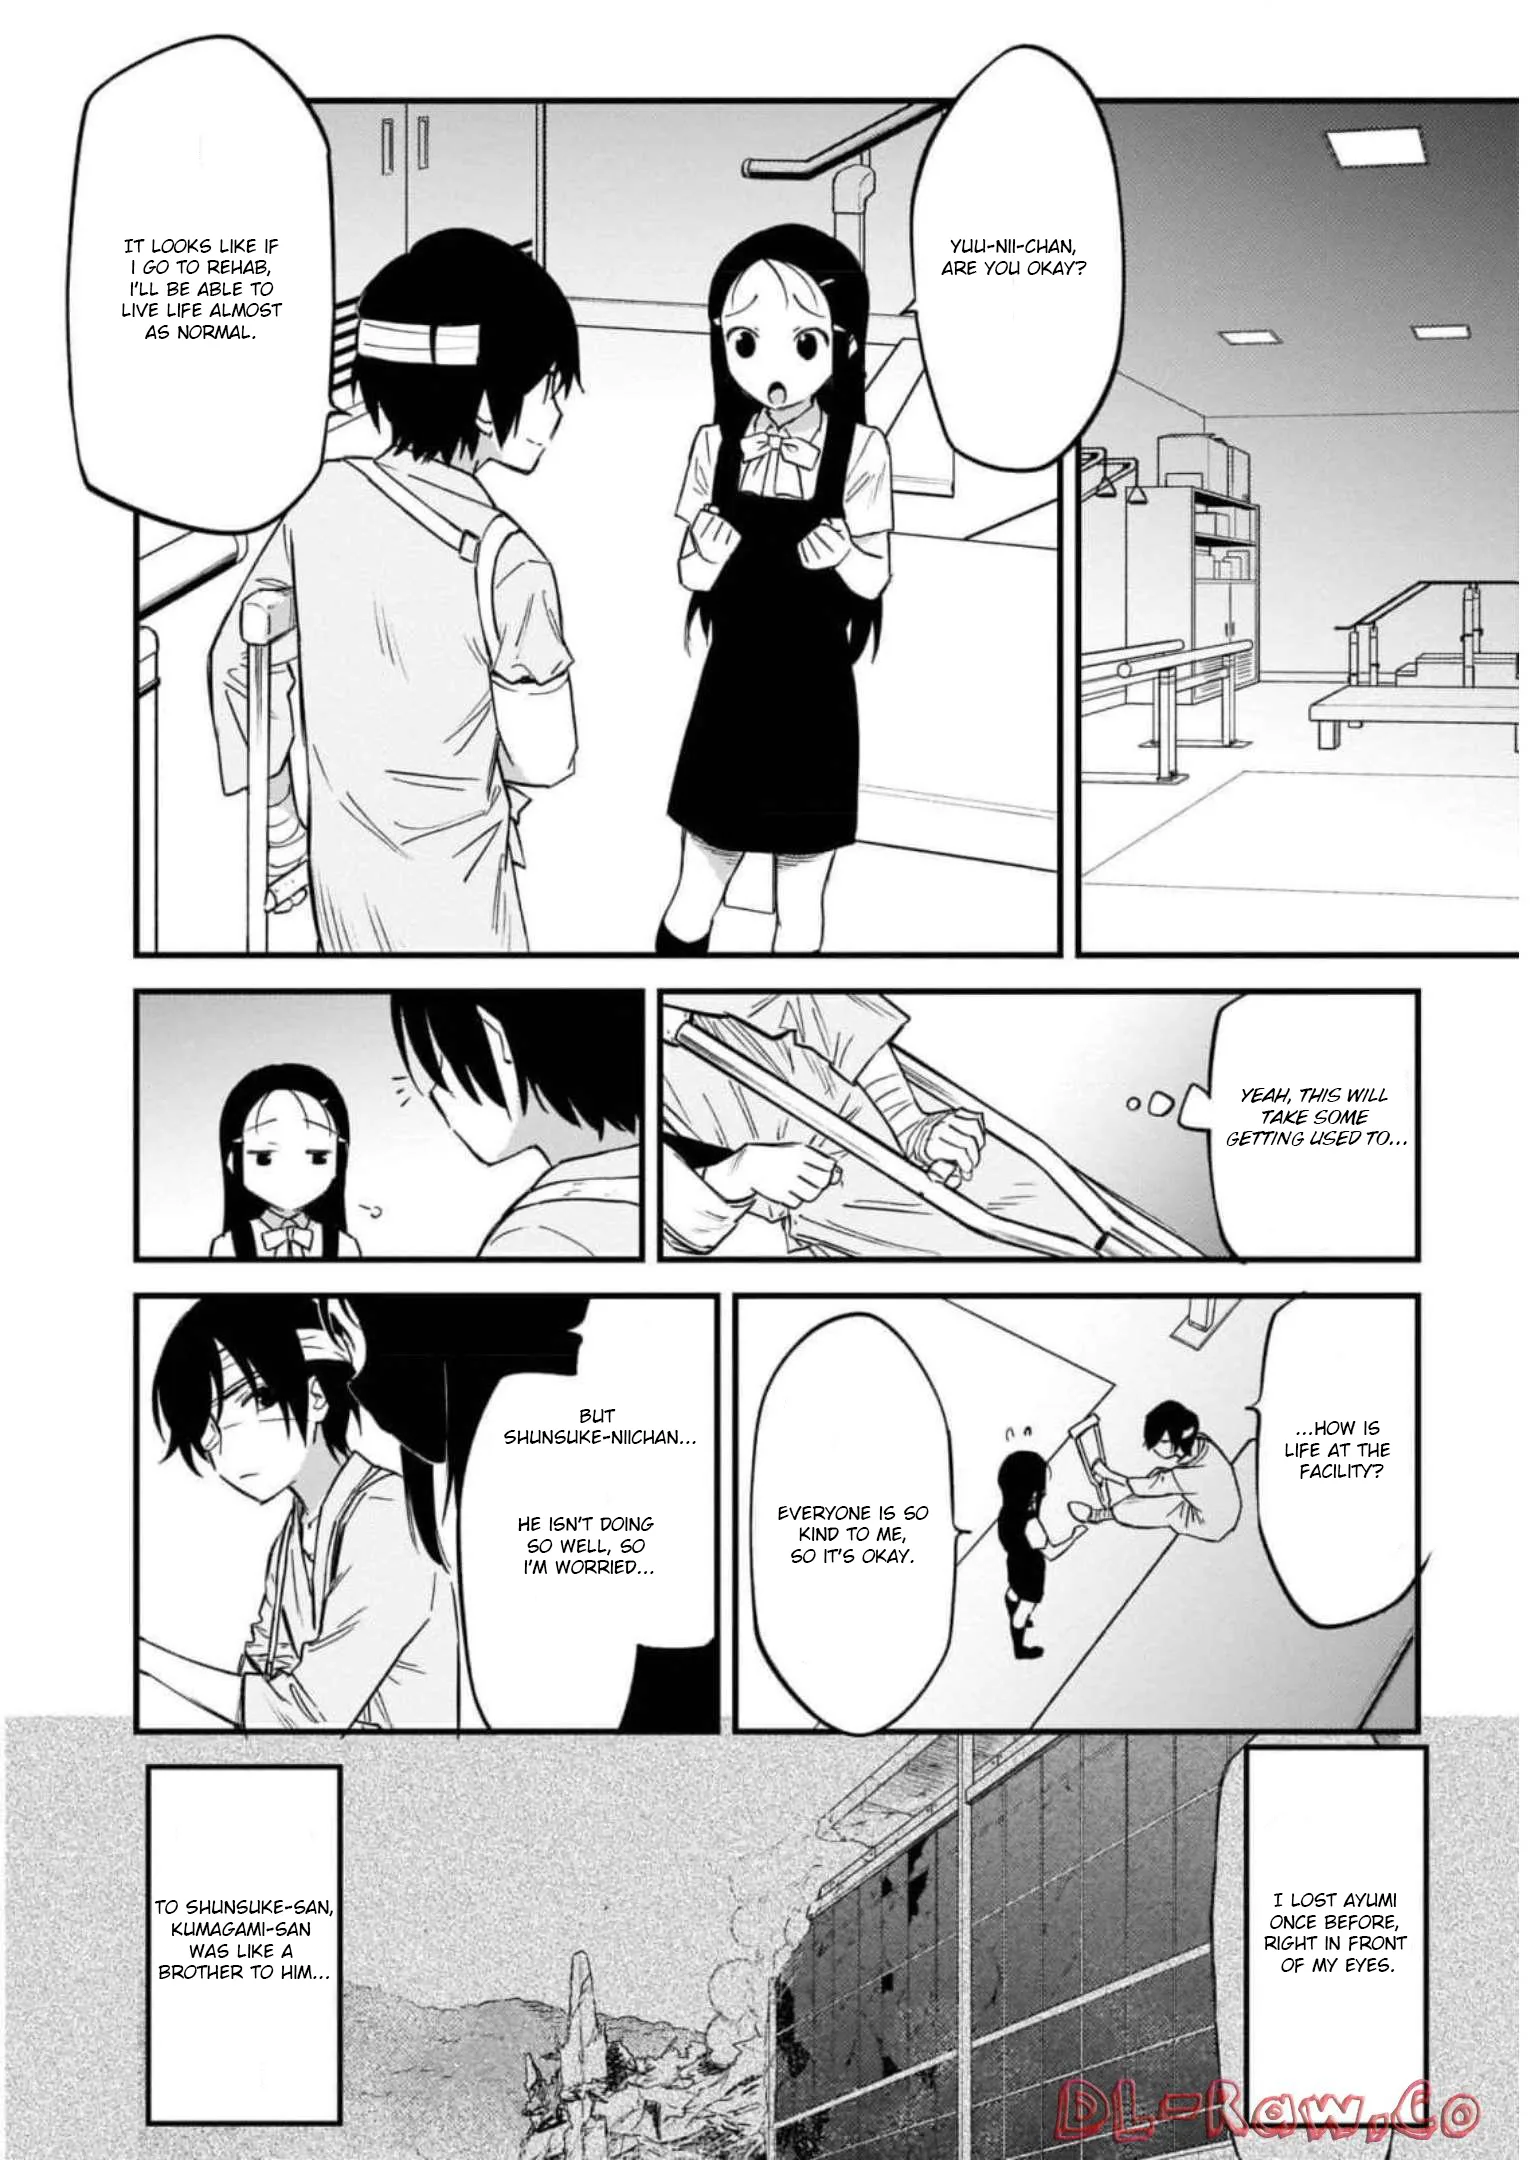 YUU-NII-CHAN,
ARE YOU OKAY?
IT LOOKS LIKE IF
I GO TO REHAB,
I'LL BE ABLE TO
LIVE LIFE ALMOST
AS NORMAL.
YEAH, THIS WILL
TAKE SOME
GETTING USED TO...
...HOW IS
LIFE AT THE
FACILITY?
EVERYONE IS SO
KIND TO ME,
SO IT'S OKAY.
BUT
SHUNSUKE-NIICHAN...
HE ISN'T DOING
SO WELL, SO
I'M WORRIED...
I LOST AYUMI
ONCE BEFORE,
RIGHT IN FRONT
OF MY EYES.
TO SHUNSUKE-SAN,
KUMAGAMI-SAN
WAS LIKE A
BROTHER TO HIM...
DL-Raw.Co